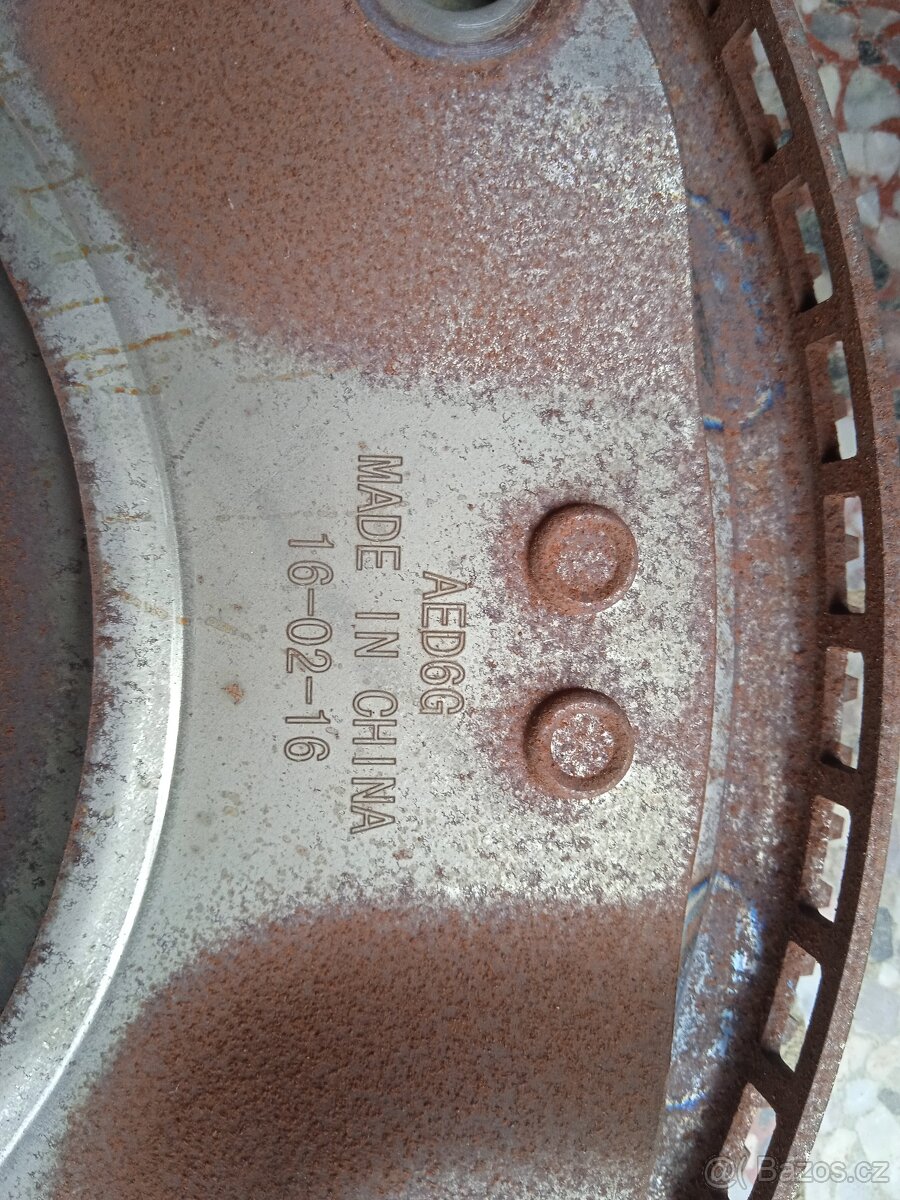 AED6G
MADE IN CHINA
16-02-16
@( Bazos.cz